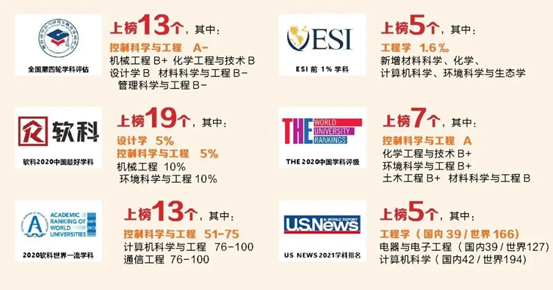 上榜13个，其中:
控制科学与工程 A-
机械工程B+ 化学工程与技术B
设计学B 材料科学与工程B-
管理科学与工程B-
全国第四轮学科评估
ESI
上榜5个，其中:
工程学 1.6‰
新增材料科学、化学、
计算机科学、环境科学与生态学
ESI 前 1% 学科
软科
上榜19个，其中:
设计学 5%
控制科学与工程 5%
机械工程 10%
环境科学与工程10%
软科2020中国最好学科
THE WORLD UNIVERSITY RANKINGS
上榜7个，其中:
控制科学与工程 A
化学工程与技术B+
环境科学与工程B+
土木工程B+ 材料科学与工程B
THE 2020中国学科评级
ACADEMIC
RANKING OF
WORLD
UNIVERSITIES
上榜13个，其中:
控制科学与工程 51-75
计算机科学与工程 76-100
通信工程 76-100
2020软科世界一流学科
U.S.News
上榜5个，其中:
工程学（国内 39 / 世界 166）
电器与电子工程（国内39 / 世界127）
计算机科学（国内42 / 世界194）
US NEWS 2021学科排名